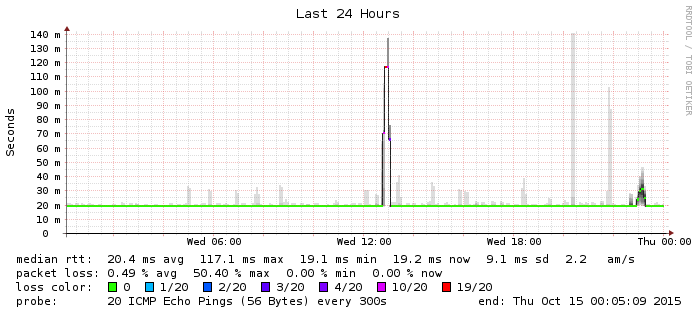 Last 24 Hours
RRDTOOL / TOBI OETIKER
Seconds
140 m
130 m
120 m
110 m
100 m
90 m
80 m
70 m
60 m
50 m
40 m
30 m
20 m
10 m
0
Wed 06:00 Wed 12:00 Wed 18:00 Thu 00:00
median rtt: 20.4 ms avg 117.1 ms max 19.1 ms min 19.2 ms now 9.1 ms sd 2.2 am/s
packet loss: 0.49 % avg 50.40 % max 0.00 % min 0.00 % now
loss color: 0 1/20 2/20 3/20 4/20 10/20 19/20
probe: 20 ICMP Echo Pings (56 Bytes) every 300s end: Thu Oct 15 00:05:09 2015